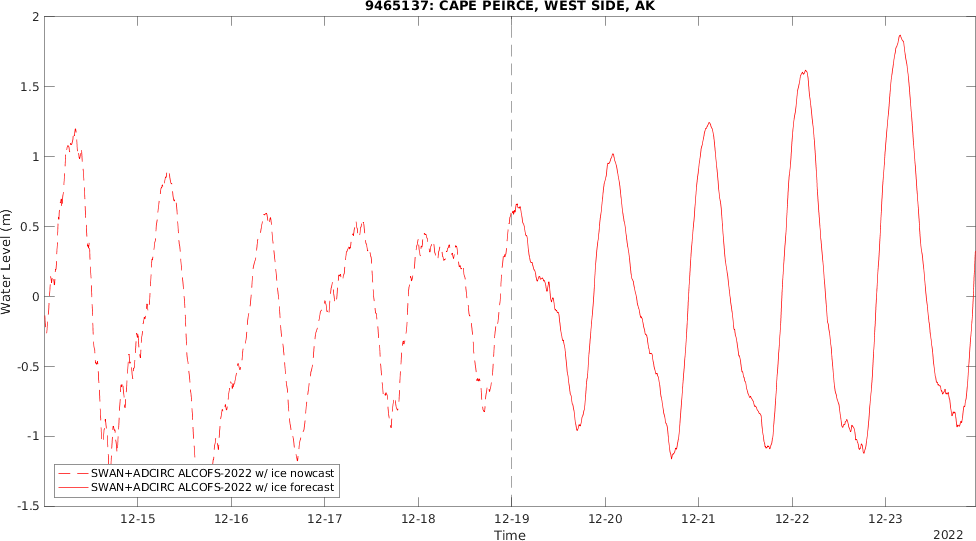 9465137: CAPE PEIRCE, WEST SIDE, AK
2
1.5
1
0.5
0
-0.5
-1
-1.5
Water Level (m)
SWAN+ADCIRC ALCOFS-2022 w/ ice nowcast
SWAN+ADCIRC ALCOFS-2022 w/ ice forecast
12-15 12-16 12-17 12-18 12-19 12-20 12-21 12-22 12-23
Time
2022